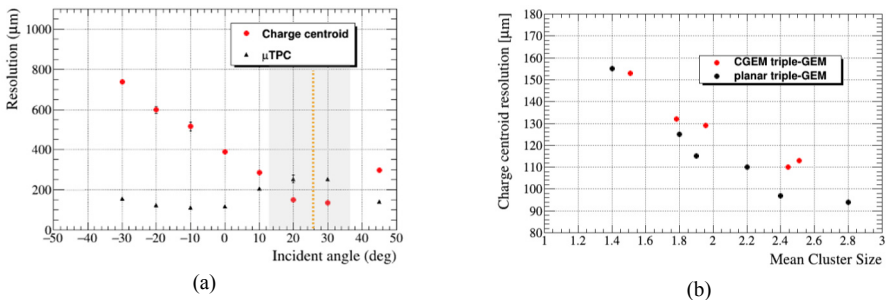 Resolution (μm)
1000
800
600
400
200
0
Charge centroid
μTPC
−50 −40 −30 −20 −10 0 10 20 30 40 50
Incident angle (deg)
(a)
Charge centroid resolution [μm]
180
170
160
150
140
130
120
110
100
90
80
CGEM triple-GEM
planar triple-GEM
1 1.2 1.4 1.6 1.8 2 2.2 2.4 2.6 2.8 3
Mean Cluster Size
(b)